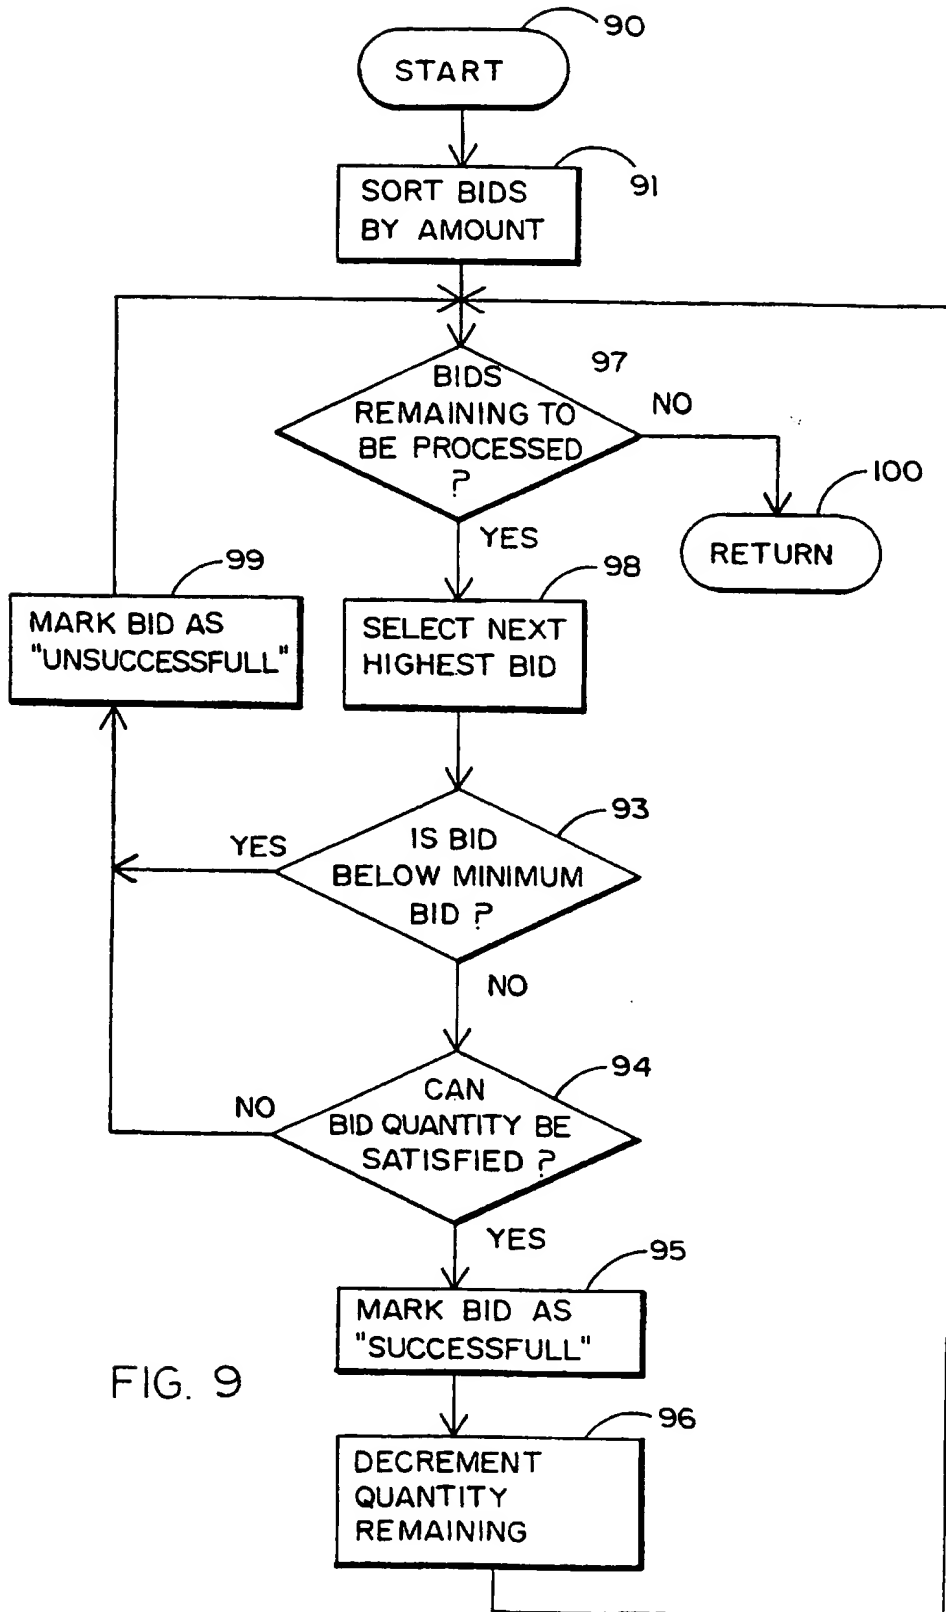 90
START
91
SORT BIDS
BY AMOUNT
97
BIDS
REMAINING TO
BE PROCESSED
?
NO
100
RETURN
YES
99
MARK BID AS
"UNSUCCESSFULL"
98
SELECT NEXT
HIGHEST BID
93
YES
IS BID
BELOW MINIMUM
BID ?
NO
94
NO
CAN
BID QUANTITY BE
SATISFIED ?
YES
95
MARK BID AS
"SUCCESSFULL"
FIG. 9
96
DECREMENT
QUANTITY
REMAINING